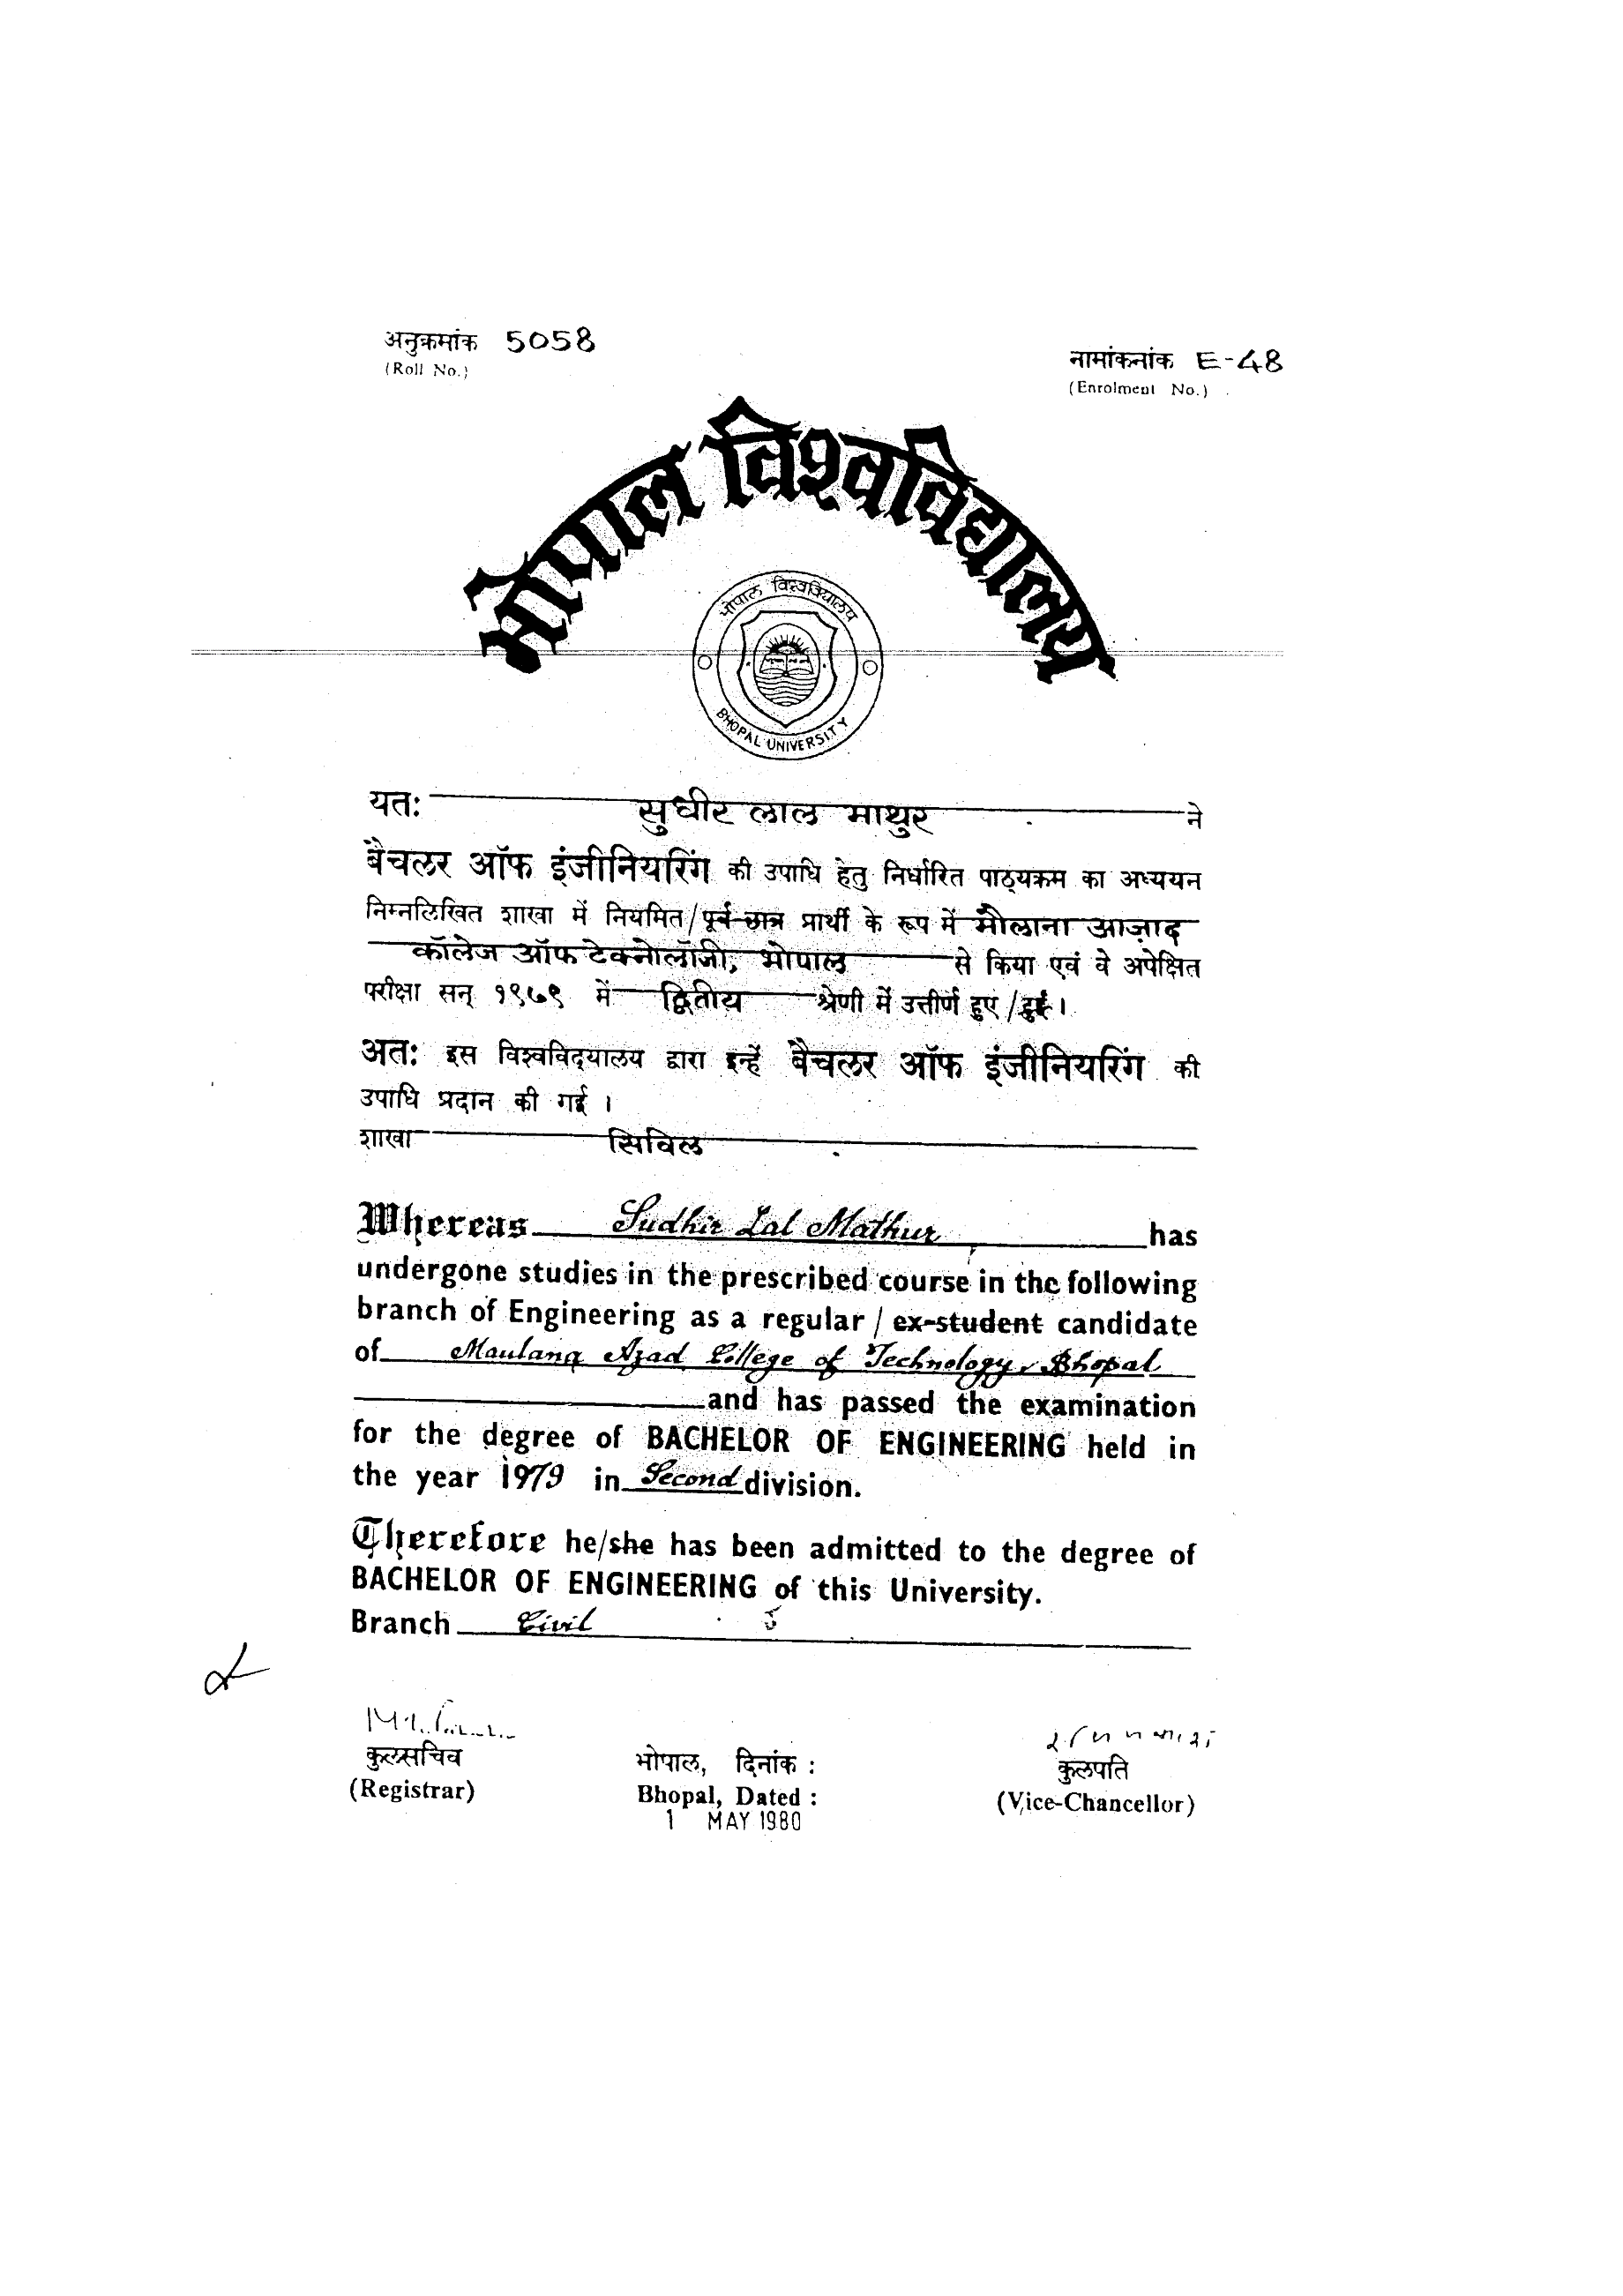 अनुक्रमांक 5058
(Roll No.)
नामांकनांक E-48
(Enrolment No.)
भोपाल विश्वविद्यालय
भोपाल विश्वविद्यालय
BHOPAL UNIVERSITY
यतः सुधीर लाल माथुर ने
बैचलर ऑफ इंजीनियरिंग की उपाधि हेतु निर्धारित पाठ्यक्रम का अध्ययन
निम्नलिखित शाखा में नियमित/पूर्व छात्र प्रार्थी के रूप में मौलाना आज़ाद
कॉलेज ऑफ टेक्नोलॉजी, भोपाल से किया एवं वे अपेक्षित
परीक्षा सन् १९७९ में द्वितीय श्रेणी में उत्तीर्ण हुए/हुई।
अतः इस विश्वविद्यालय द्वारा इन्हें बैचलर ऑफ इंजीनियरिंग की
उपाधि प्रदान की गई ।
शाखा सिविल
Whereas Sudhir Lal Mathur has
undergone studies in the prescribed course in the following
branch of Engineering as a regular / ex-student candidate
of Maulana Azad College of Technology, Bhopal
and has passed the examination
for the degree of BACHELOR OF ENGINEERING held in
the year 1979 in Second division.
Therefore he/she has been admitted to the degree of
BACHELOR OF ENGINEERING of this University.
Branch Civil
कुलसचिव
(Registrar)
भोपाल, दिनांक :
Bhopal, Dated :
1 MAY 1980
कुलपति
(Vice-Chancellor)